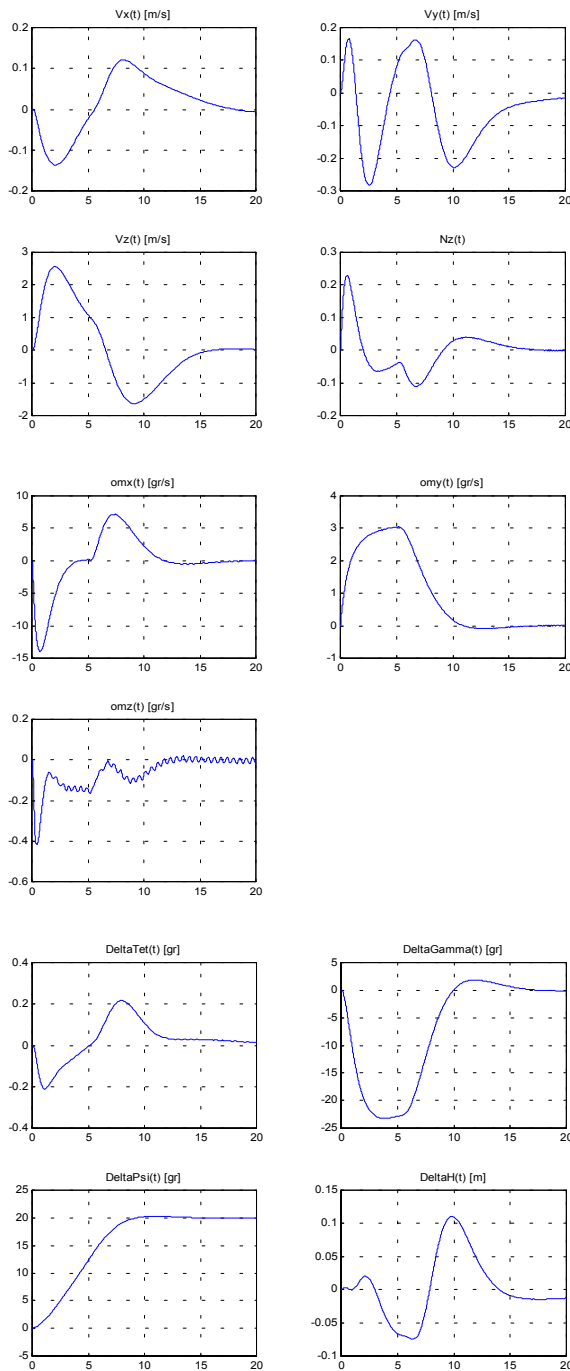 Vx(t) [m/s]
0.2
0.1
0
-0.1
-0.2
0 5 10 15 20
Vy(t) [m/s]
0.2
0.1
0
-0.1
-0.2
-0.3
0 5 10 15 20
Vz(t) [m/s]
3
2
1
0
-1
-2
0 5 10 15 20
Nz(t)
0.3
0.2
0.1
0
-0.1
-0.2
0 5 10 15 20
omx(t) [gr/s]
10
5
0
-5
-10
-15
0 5 10 15 20
omy(t) [gr/s]
4
3
2
1
0
-1
0 5 10 15 20
omz(t) [gr/s]
0.2
0
-0.2
-0.4
-0.6
0 5 10 15 20
DeltaTet(t) [gr]
0.4
0.2
0
-0.2
-0.4
0 5 10 15 20
DeltaGamma(t) [gr]
5
0
-5
-10
-15
-20
-25
0 5 10 15 20
DeltaPsi(t) [gr]
25
20
15
10
5
0
-5
0 5 10 15 20
DeltaH(t) [m]
0.15
0.1
0.05
0
-0.05
-0.1
0 5 10 15 20